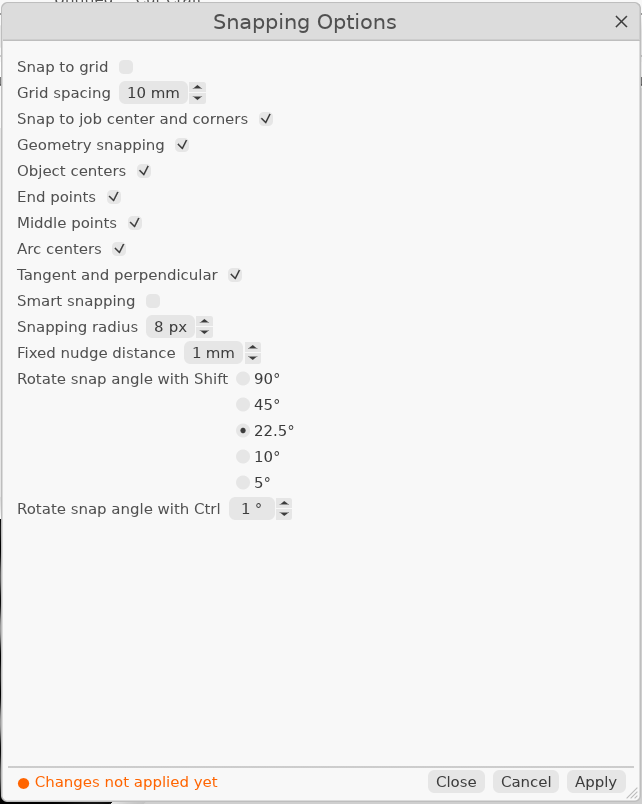 Snapping Options
Snap to grid
Grid spacing 10 mm
Snap to job center and corners
Geometry snapping
Object centers
End points
Middle points
Arc centers
Tangent and perpendicular
Smart snapping
Snapping radius 8 px
Fixed nudge distance 1 mm
Rotate snap angle with Shift 90°
45°
22.5°
10°
5°
Rotate snap angle with Ctrl 1 °
Changes not applied yet Close Cancel Apply